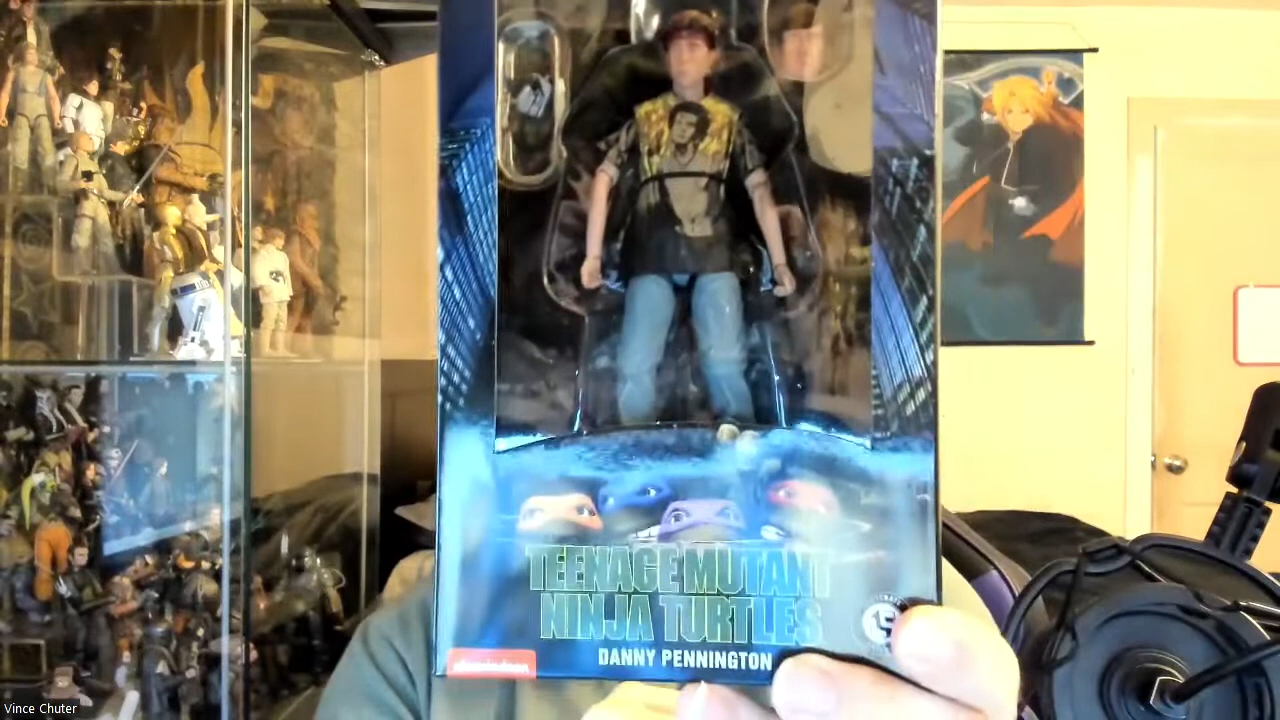 TEENAGE MUTANT
NINJA TURTLES
DANNY PENNINGTON
nickelodeon
Vince Chuter